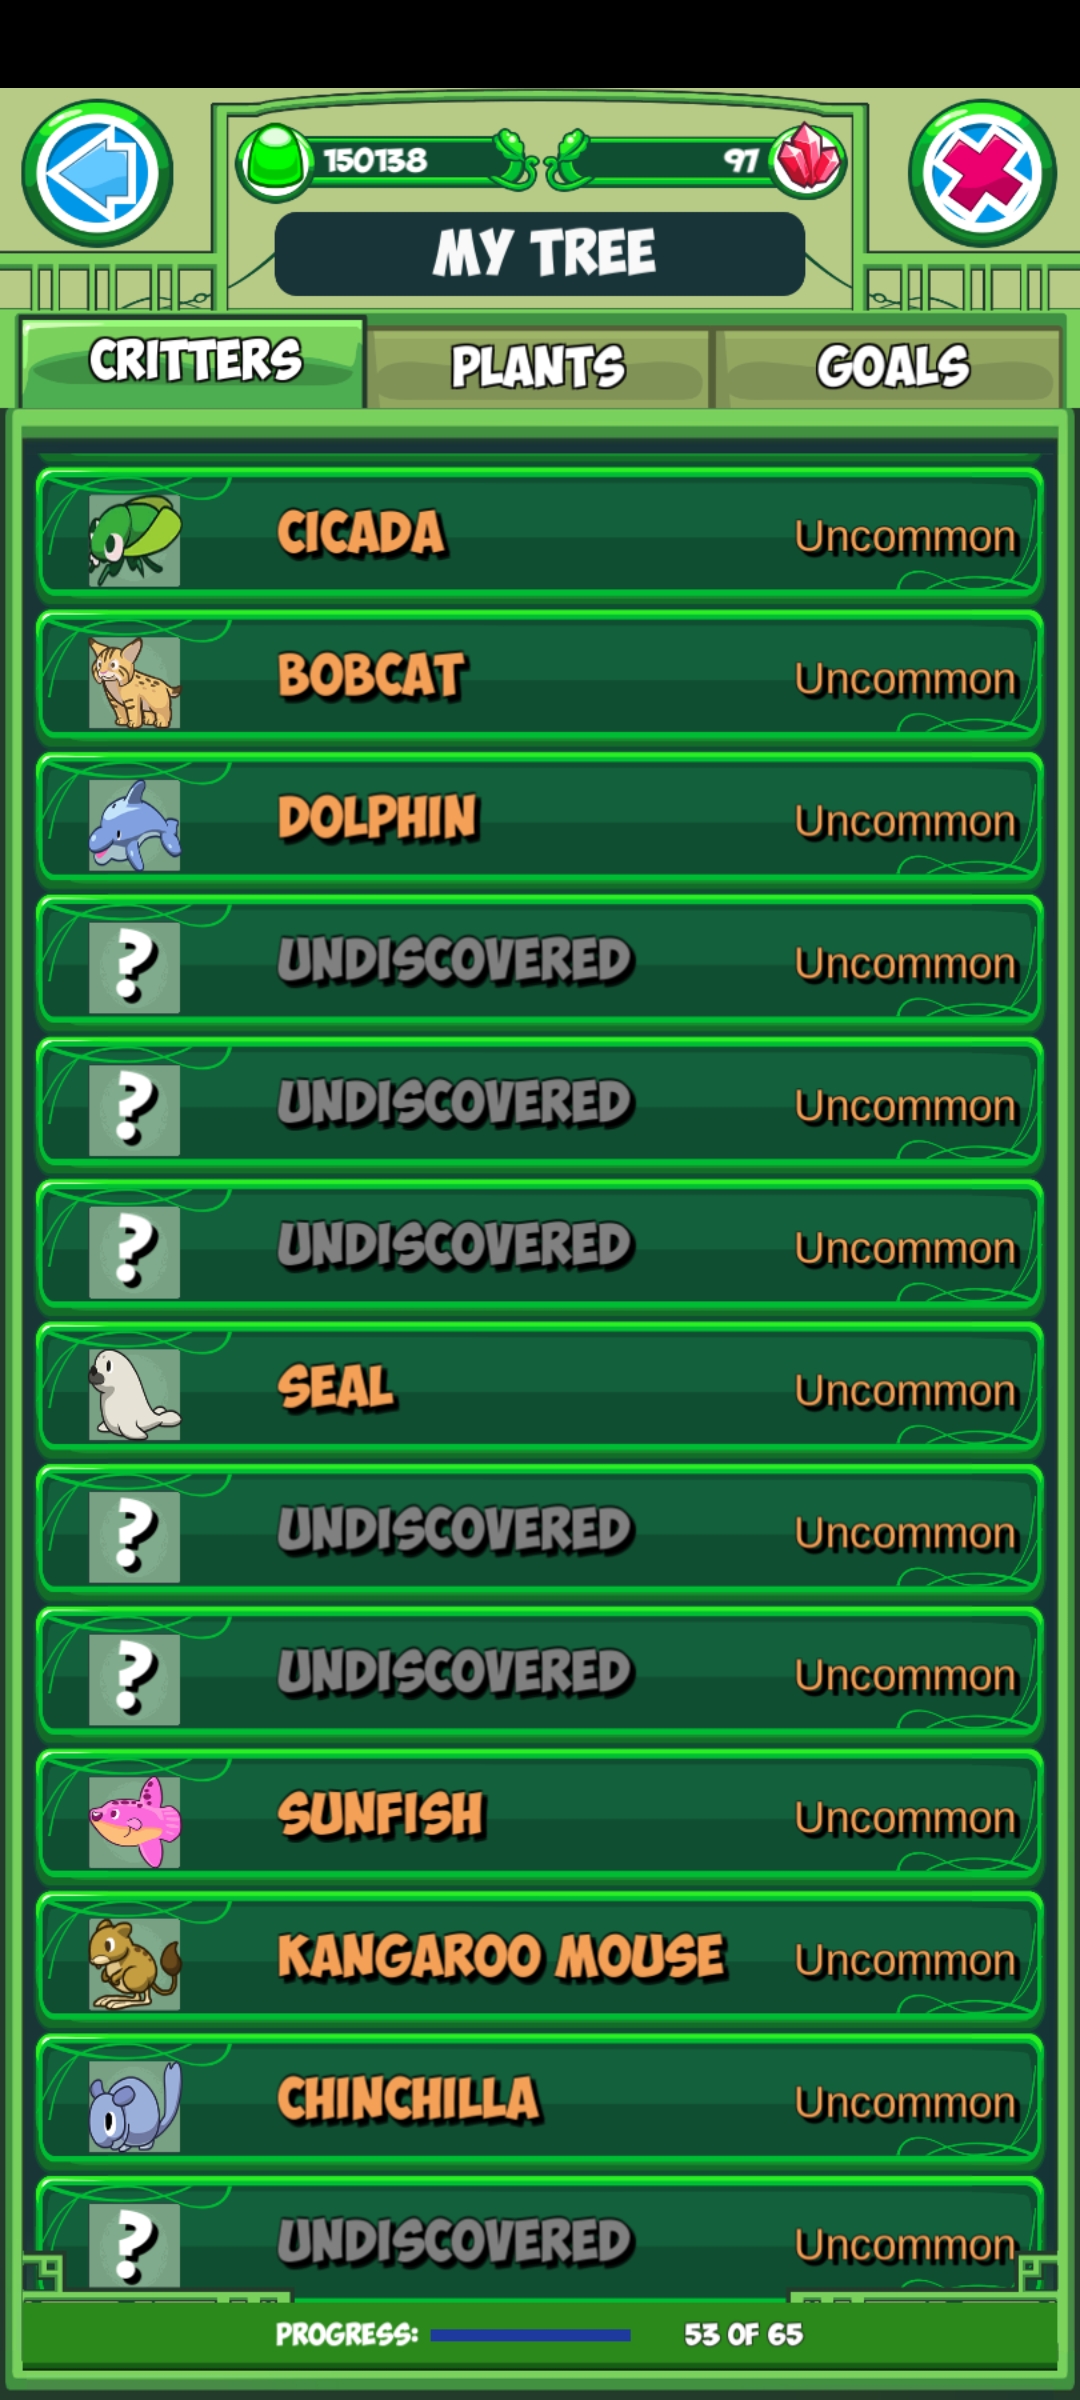 150138
97
MY TREE
CRITTERS
PLANTS
GOALS
CICADA
Uncommon
BOBCAT
Uncommon
DOLPHIN
Uncommon
?
UNDISCOVERED
Uncommon
?
UNDISCOVERED
Uncommon
?
UNDISCOVERED
Uncommon
SEAL
Uncommon
?
UNDISCOVERED
Uncommon
?
UNDISCOVERED
Uncommon
SUNFISH
Uncommon
KANGAROO MOUSE
Uncommon
CHINCHILLA
Uncommon
?
UNDISCOVERED
Uncommon
PROGRESS:
53 OF 65